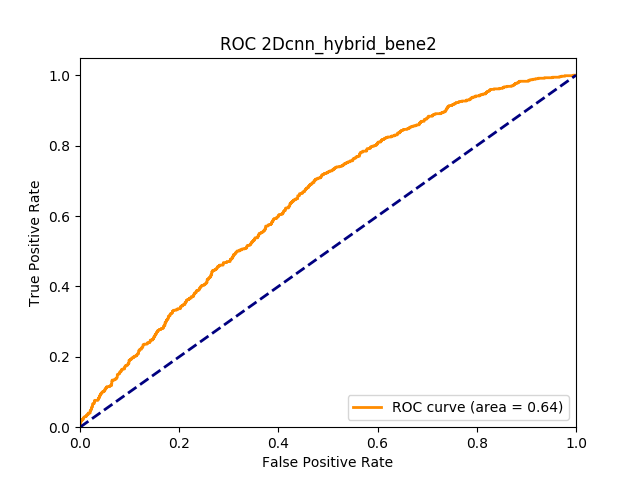 ROC 2Dcnn_hybrid_bene2
True Positive Rate
1.0
0.8
0.6
0.4
0.2
0.0
ROC curve (area = 0.64)
0.0 0.2 0.4 0.6 0.8 1.0
False Positive Rate